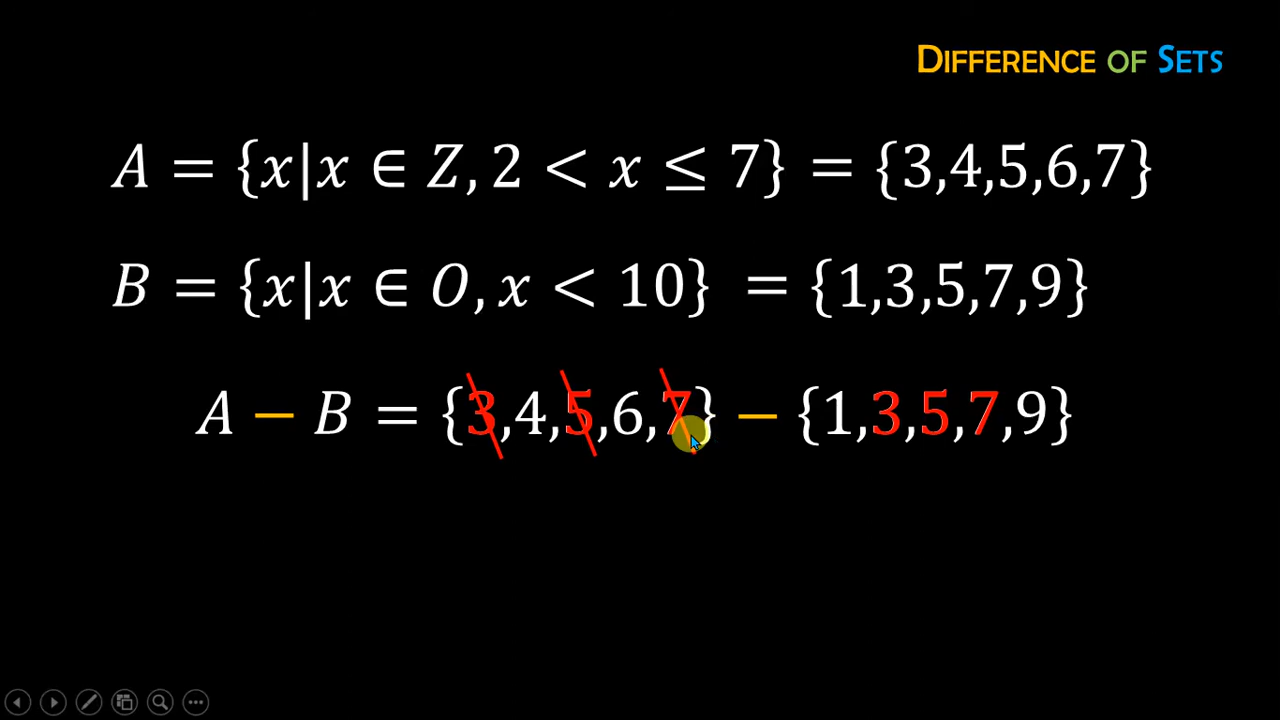 DIFFERENCE OF SETS
A = {x|x ∈ Z, 2 < x ≤ 7} = {3,4,5,6,7}
B = {x|x ∈ O, x < 10} = {1,3,5,7,9}
A − B = {3,4,5,6,7} − {1,3,5,7,9}